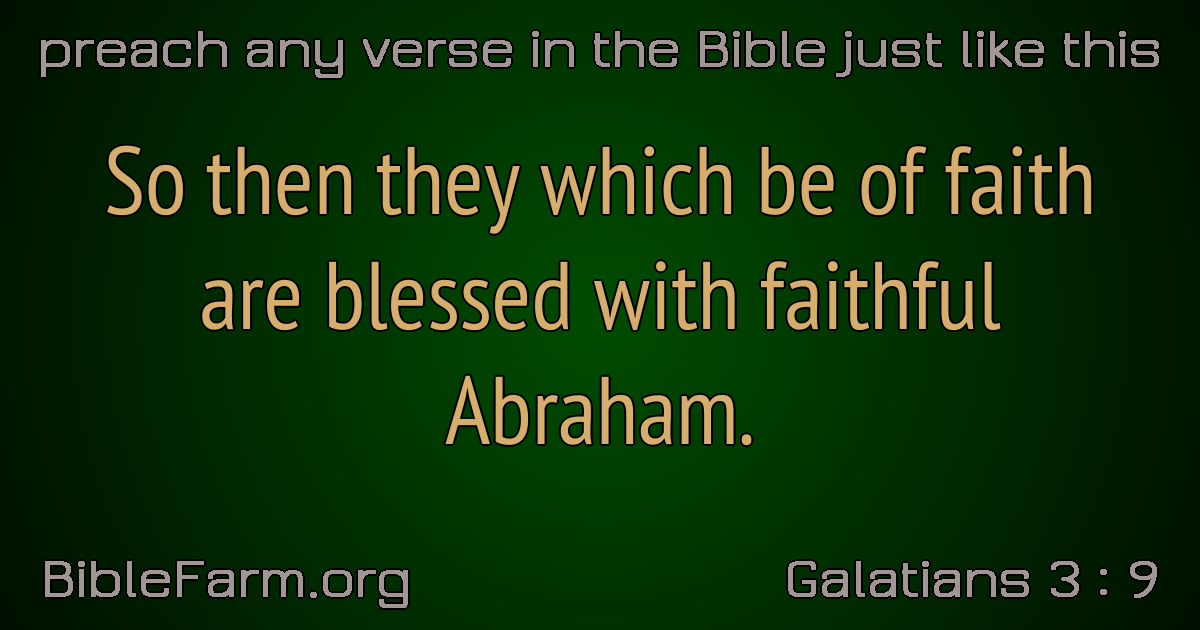 preach any verse in the Bible just like this
So then they which be of faith
are blessed with faithful
Abraham.
BibleFarm.org
Galatians 3 : 9